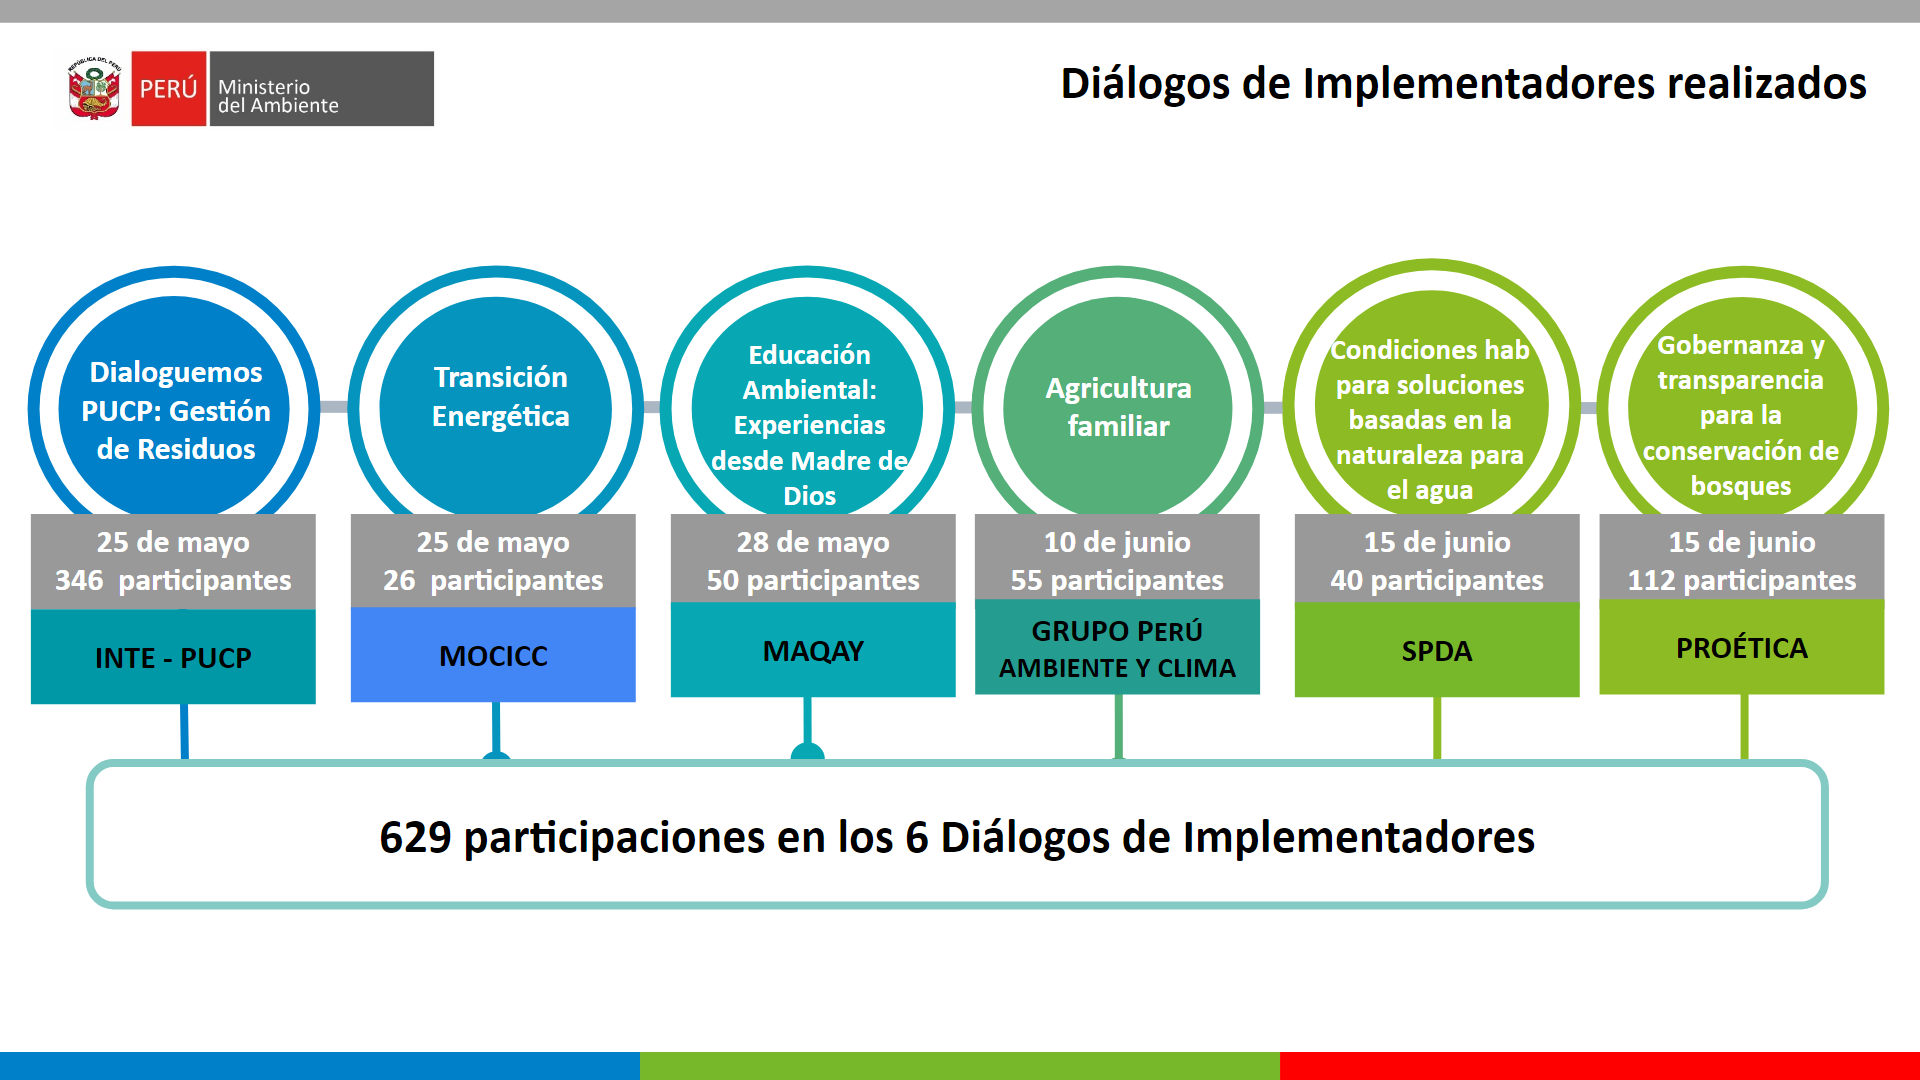 REPÚBLICA DEL PERÚ
PERÚ
Ministerio
del Ambiente
Diálogos de Implementadores realizados
Dialoguemos
PUCP: Gestión
de Residuos
25 de mayo
346 participantes
INTE - PUCP
Transición
Energética
25 de mayo
26 participantes
MOCICC
Educación
Ambiental:
Experiencias
desde Madre de
Dios
28 de mayo
50 participantes
MAQAY
Agricultura
familiar
10 de junio
55 participantes
GRUPO PERÚ
AMBIENTE Y CLIMA
Condiciones hab
para soluciones
basadas en la
naturaleza para
el agua
15 de junio
40 participantes
SPDA
Gobernanza y
transparencia
para la
conservación de
bosques
15 de junio
112 participantes
PROÉTICA
629 participaciones en los 6 Diálogos de Implementadores